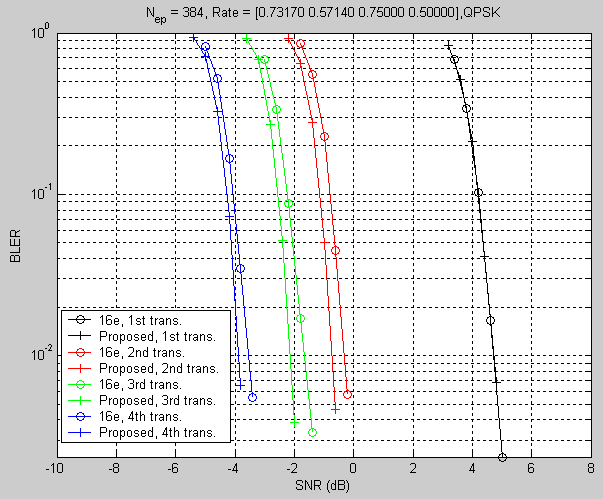 N_ep = 384, Rate = [0.73170 0.57140 0.75000 0.50000],QPSK
10^0
10^-1
10^-2
BLER
16e, 1st trans.
Proposed, 1st trans.
16e, 2nd trans.
Proposed, 2nd trans.
16e, 3rd trans.
Proposed, 3rd trans.
16e, 4th trans.
Proposed, 4th trans.
-10 -8 -6 -4 -2 0 2 4 6 8
SNR (dB)